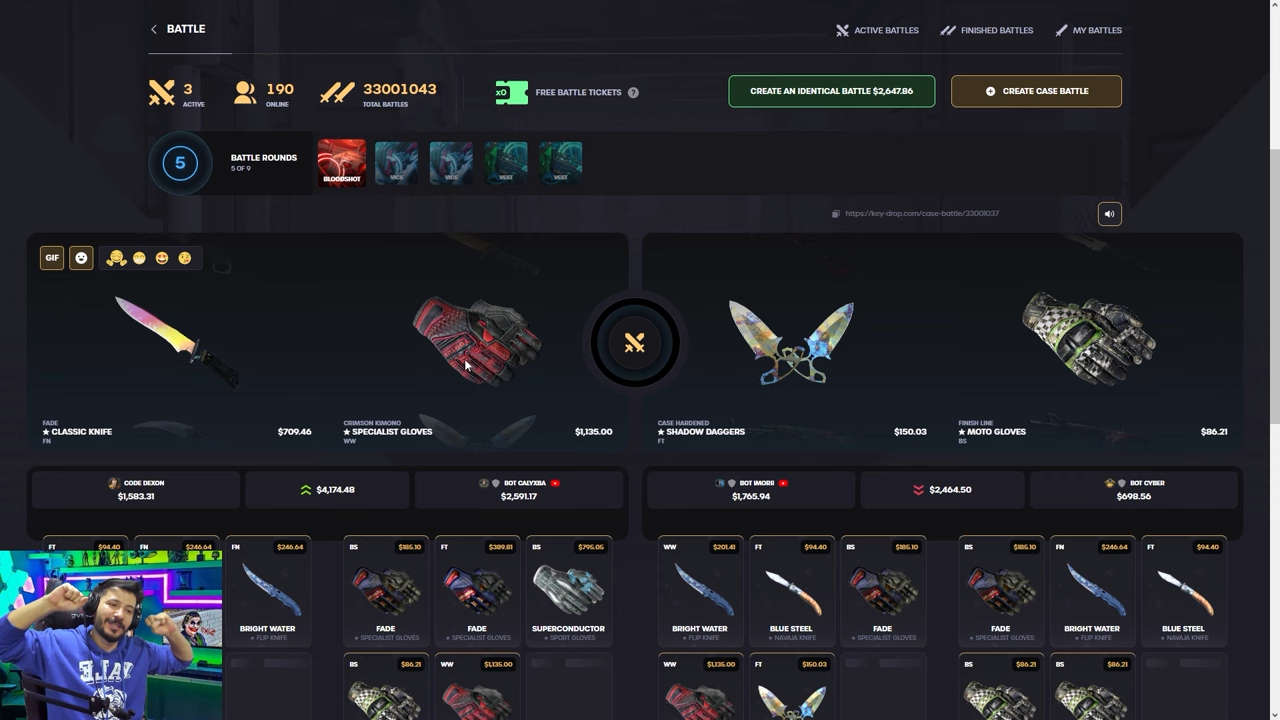 BATTLE
ACTIVE BATTLES
FINISHED BATTLES
MY BATTLES
3
ACTIVE
190
ONLINE
33001043
TOTAL BATTLES
x0
FREE BATTLE TICKETS ?
CREATE AN IDENTICAL BATTLE $2,647.86
CREATE CASE BATTLE
5
BATTLE ROUNDS
5 OF 9
BLOODSHOT
VICE
VICE
VEST
VEST
https://key-drop.com/case-battle/33001037
GIF
FADE
★ CLASSIC KNIFE
FN
$709.46
CRIMSON KIMONO
★ SPECIALIST GLOVES
WW
$1,135.00
CASE HARDENED
★ SHADOW DAGGERS
FT
$150.03
FINISH LINE
★ MOTO GLOVES
BS
$86.21
CODE DEXON
$1,583.31
$4,174.48
BOT CALYXBA
$2,591.17
BOT IMORR
$1,765.94
$2,464.50
BOT CYBER
$698.56
FT $94.40
FN $246.64
FN $246.64
BRIGHT WATER
★ FLIP KNIFE
BS $185.10
FADE
★ SPECIALIST GLOVES
FT $389.81
FADE
★ SPECIALIST GLOVES
BS $795.05
SUPERCONDUCTOR
★ SPORT GLOVES
WW $201.41
BRIGHT WATER
★ FLIP KNIFE
FT $94.40
BLUE STEEL
★ NAVAJA KNIFE
BS $185.10
FADE
★ SPECIALIST GLOVES
BS $185.10
FADE
★ SPECIALIST GLOVES
FN $246.64
BRIGHT WATER
★ FLIP KNIFE
FT $94.40
BLUE STEEL
★ NAVAJA KNIFE
BS $86.21
WW $1,135.00
WW $1,135.00
FT $150.03
BS $86.21
BS $86.21